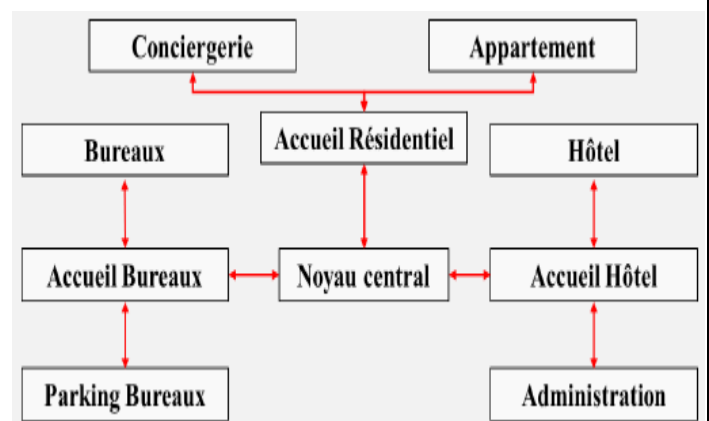 Conciergerie
Appartement
Accueil Résidentiel
Bureaux
Hôtel
Accueil Bureaux
Noyau central
Accueil Hôtel
Parking Bureaux
Administration